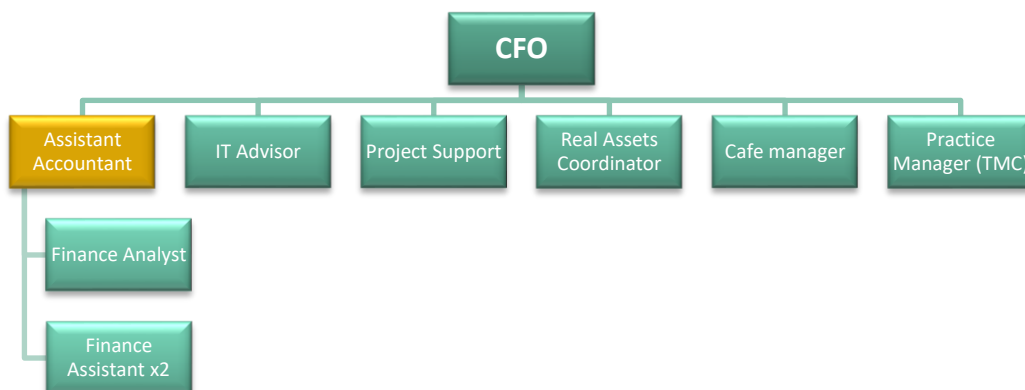 CFO
Assistant
Accountant
IT Advisor
Project Support
Real Assets
Coordinator
Cafe manager
Practice
Manager (TMC)
Finance Analyst
Finance
Assistant x2